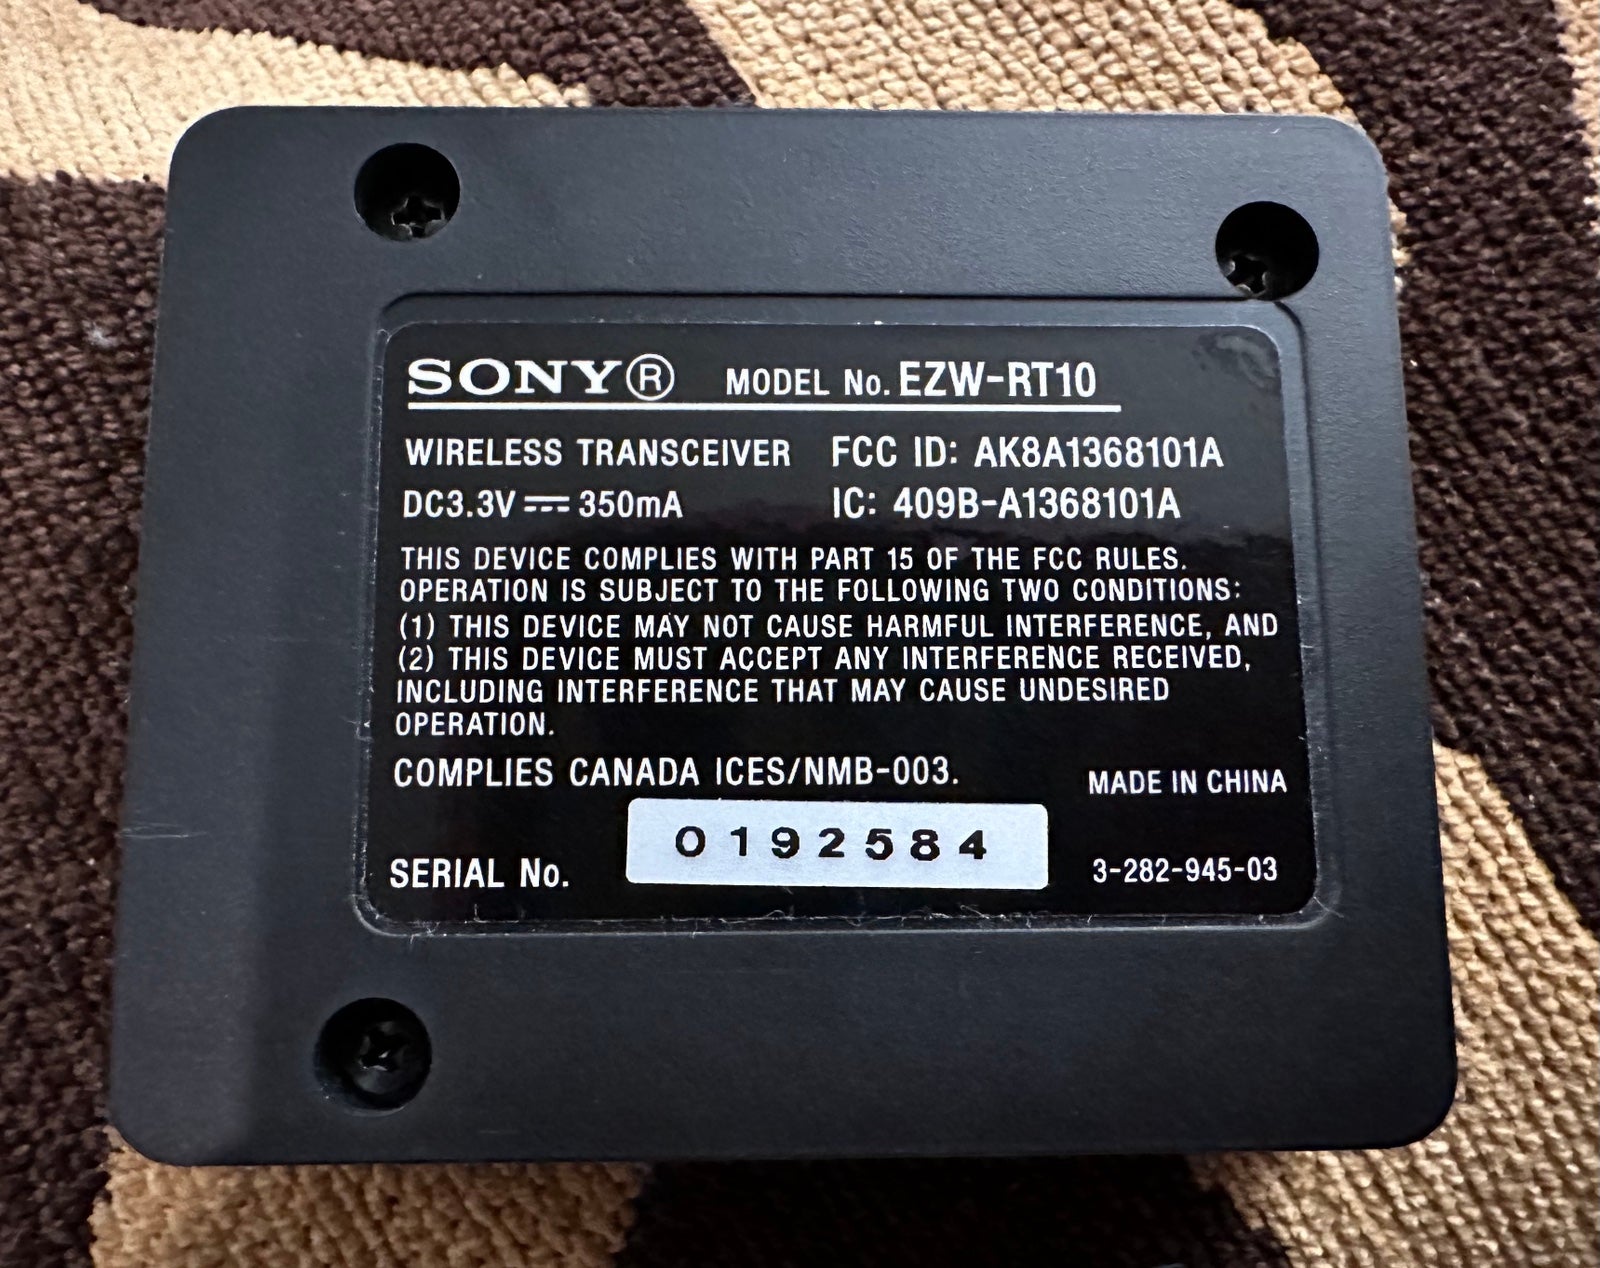 SONY® MODEL No. EZW-RT10
WIRELESS TRANSCEIVER FCC ID: AK8A1368101A
DC3.3V ⎓ 350mA IC: 409B-A1368101A
THIS DEVICE COMPLIES WITH PART 15 OF THE FCC RULES.
OPERATION IS SUBJECT TO THE FOLLOWING TWO CONDITIONS:
(1) THIS DEVICE MAY NOT CAUSE HARMFUL INTERFERENCE, AND
(2) THIS DEVICE MUST ACCEPT ANY INTERFERENCE RECEIVED,
INCLUDING INTERFERENCE THAT MAY CAUSE UNDESIRED
OPERATION.
COMPLIES CANADA ICES/NMB-003. MADE IN CHINA
SERIAL No. 0192584 3-282-945-03